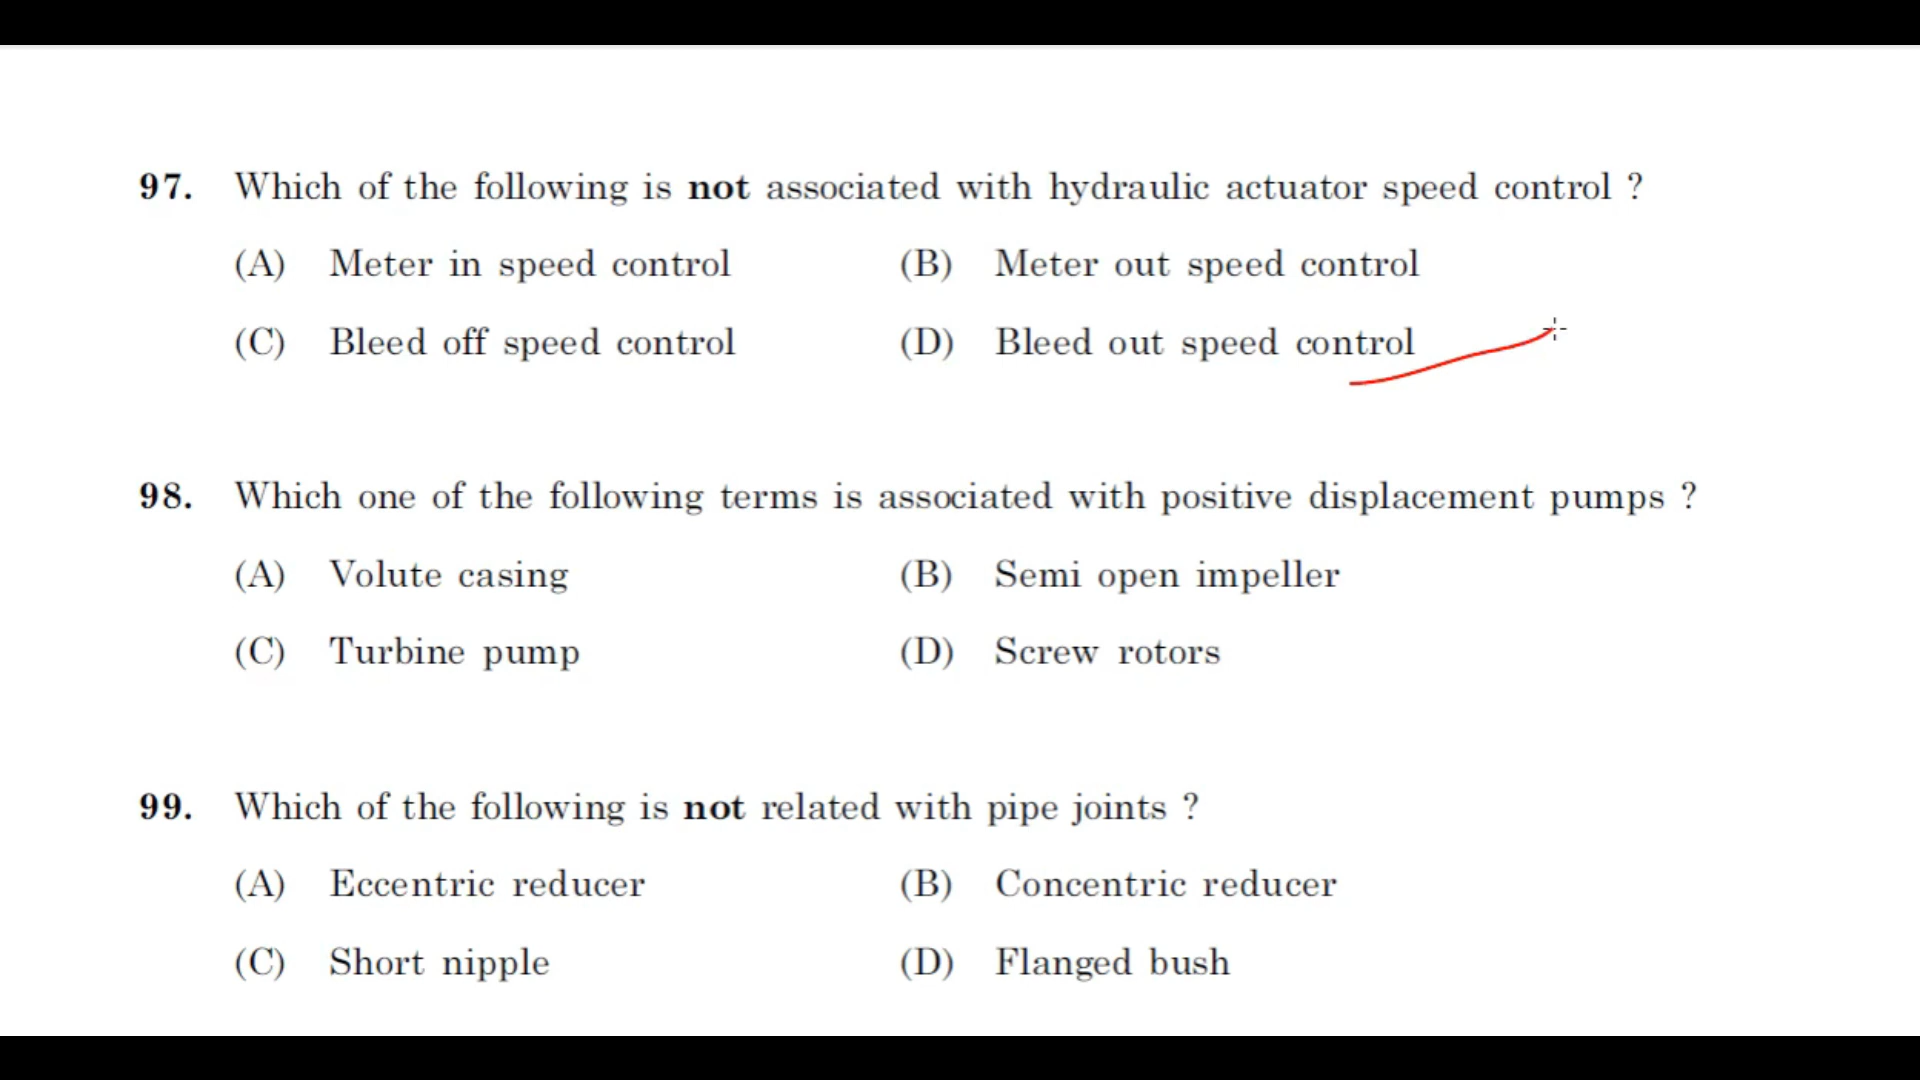 97. Which of the following is not associated with hydraulic actuator speed control ?
(A) Meter in speed control (B) Meter out speed control
(C) Bleed off speed control (D) Bleed out speed control
98. Which one of the following terms is associated with positive displacement pumps ?
(A) Volute casing (B) Semi open impeller
(C) Turbine pump (D) Screw rotors
99. Which of the following is not related with pipe joints ?
(A) Eccentric reducer (B) Concentric reducer
(C) Short nipple (D) Flanged bush